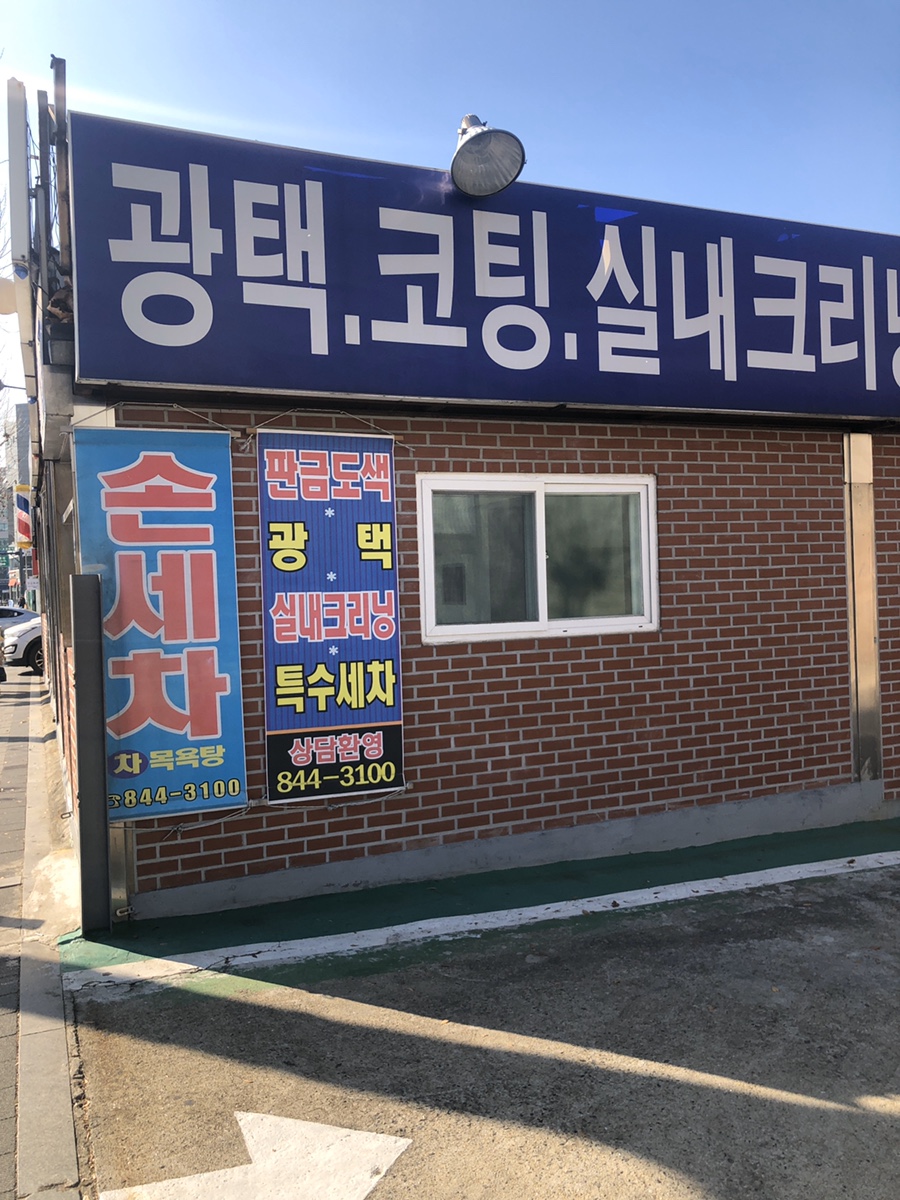 광택.코팅.실내크리닝
손세차
차 목욕탕
☎844-3100
판금도색
*
광 택
*
실내크리닝
*
특수세차
상담환영
844-3100